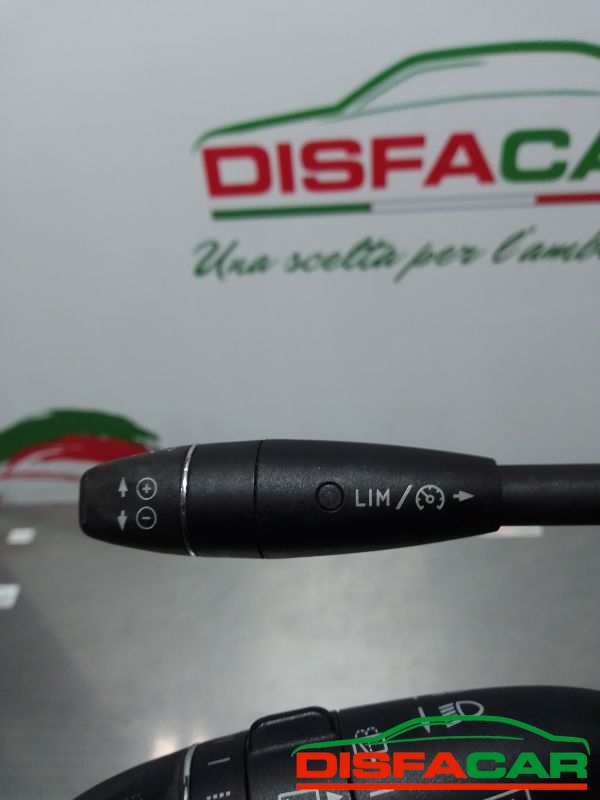 DISFACA
Una scelta per l'amb
+
LIM/
-
DISFACAR